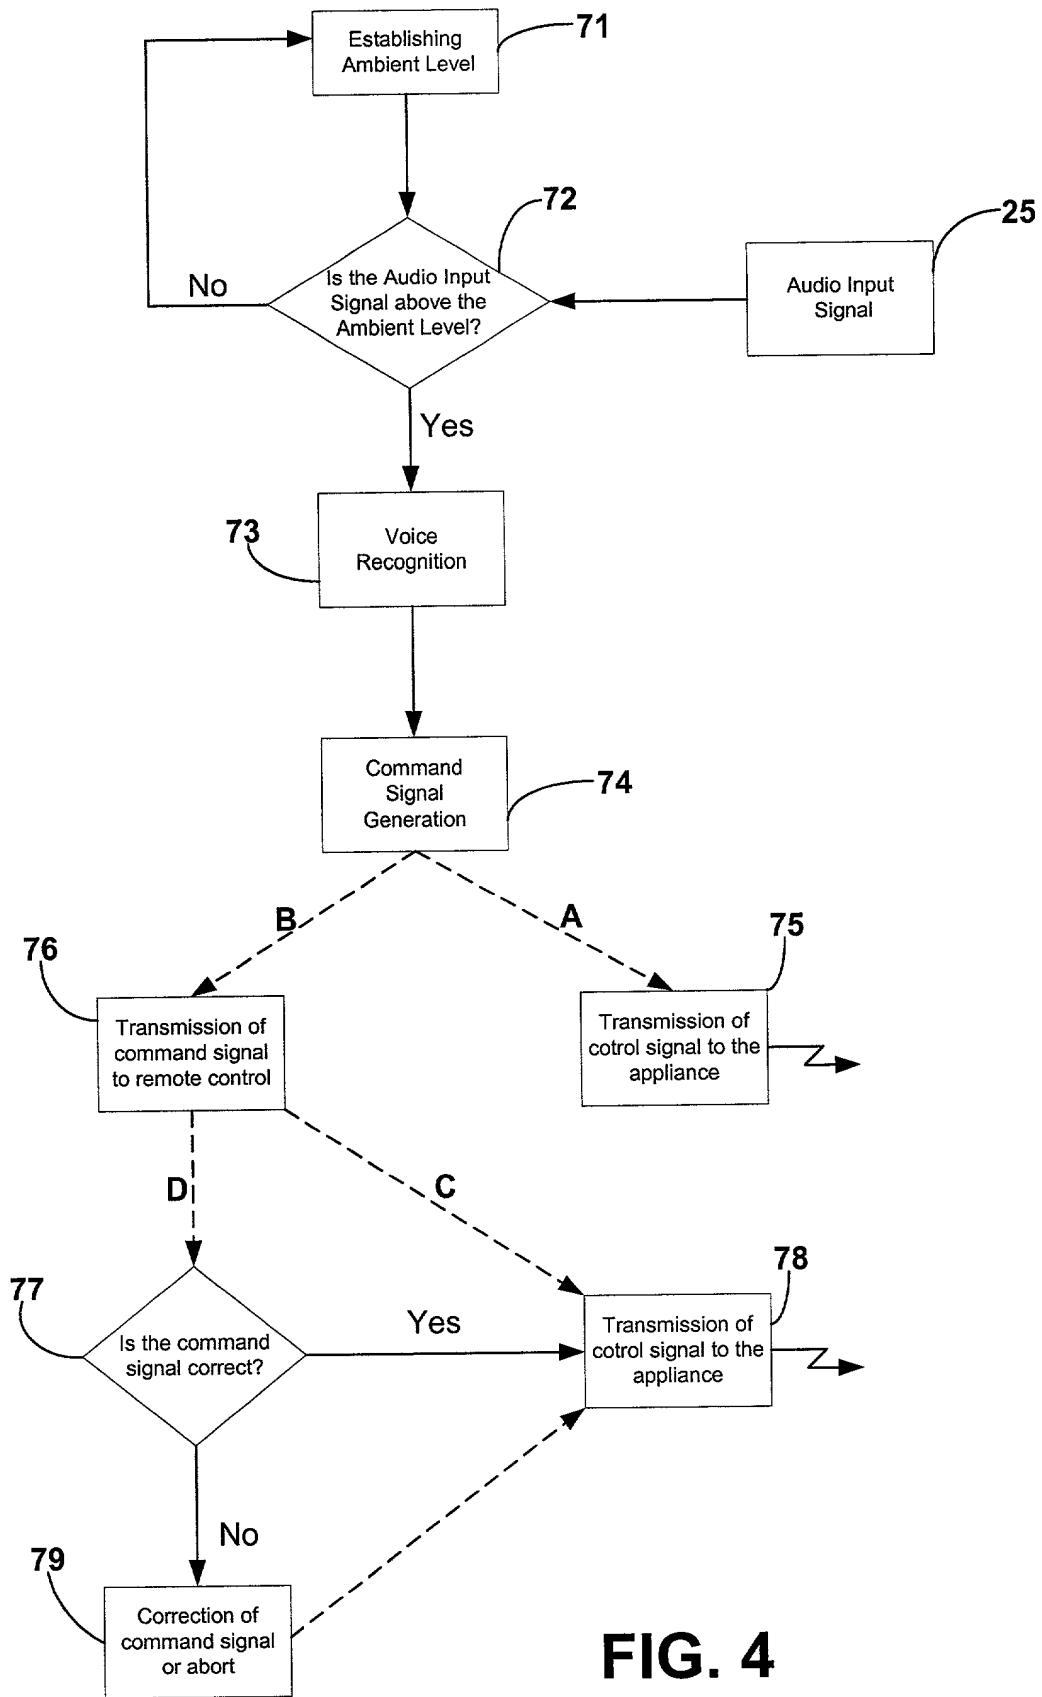 71
Establishing
Ambient Level
72
25
No
Is the Audio Input
Signal above the
Ambient Level?
Audio Input
Signal
Yes
73
Voice
Recognition
Command
Signal
Generation
74
B
A
76
75
Transmission of
command signal
to remote control
Transmission of
cotrol signal to the
appliance
D
C
77
78
Is the command
signal correct?
Yes
Transmission of
cotrol signal to the
appliance
No
79
Correction of
command signal
or abort
FIG. 4